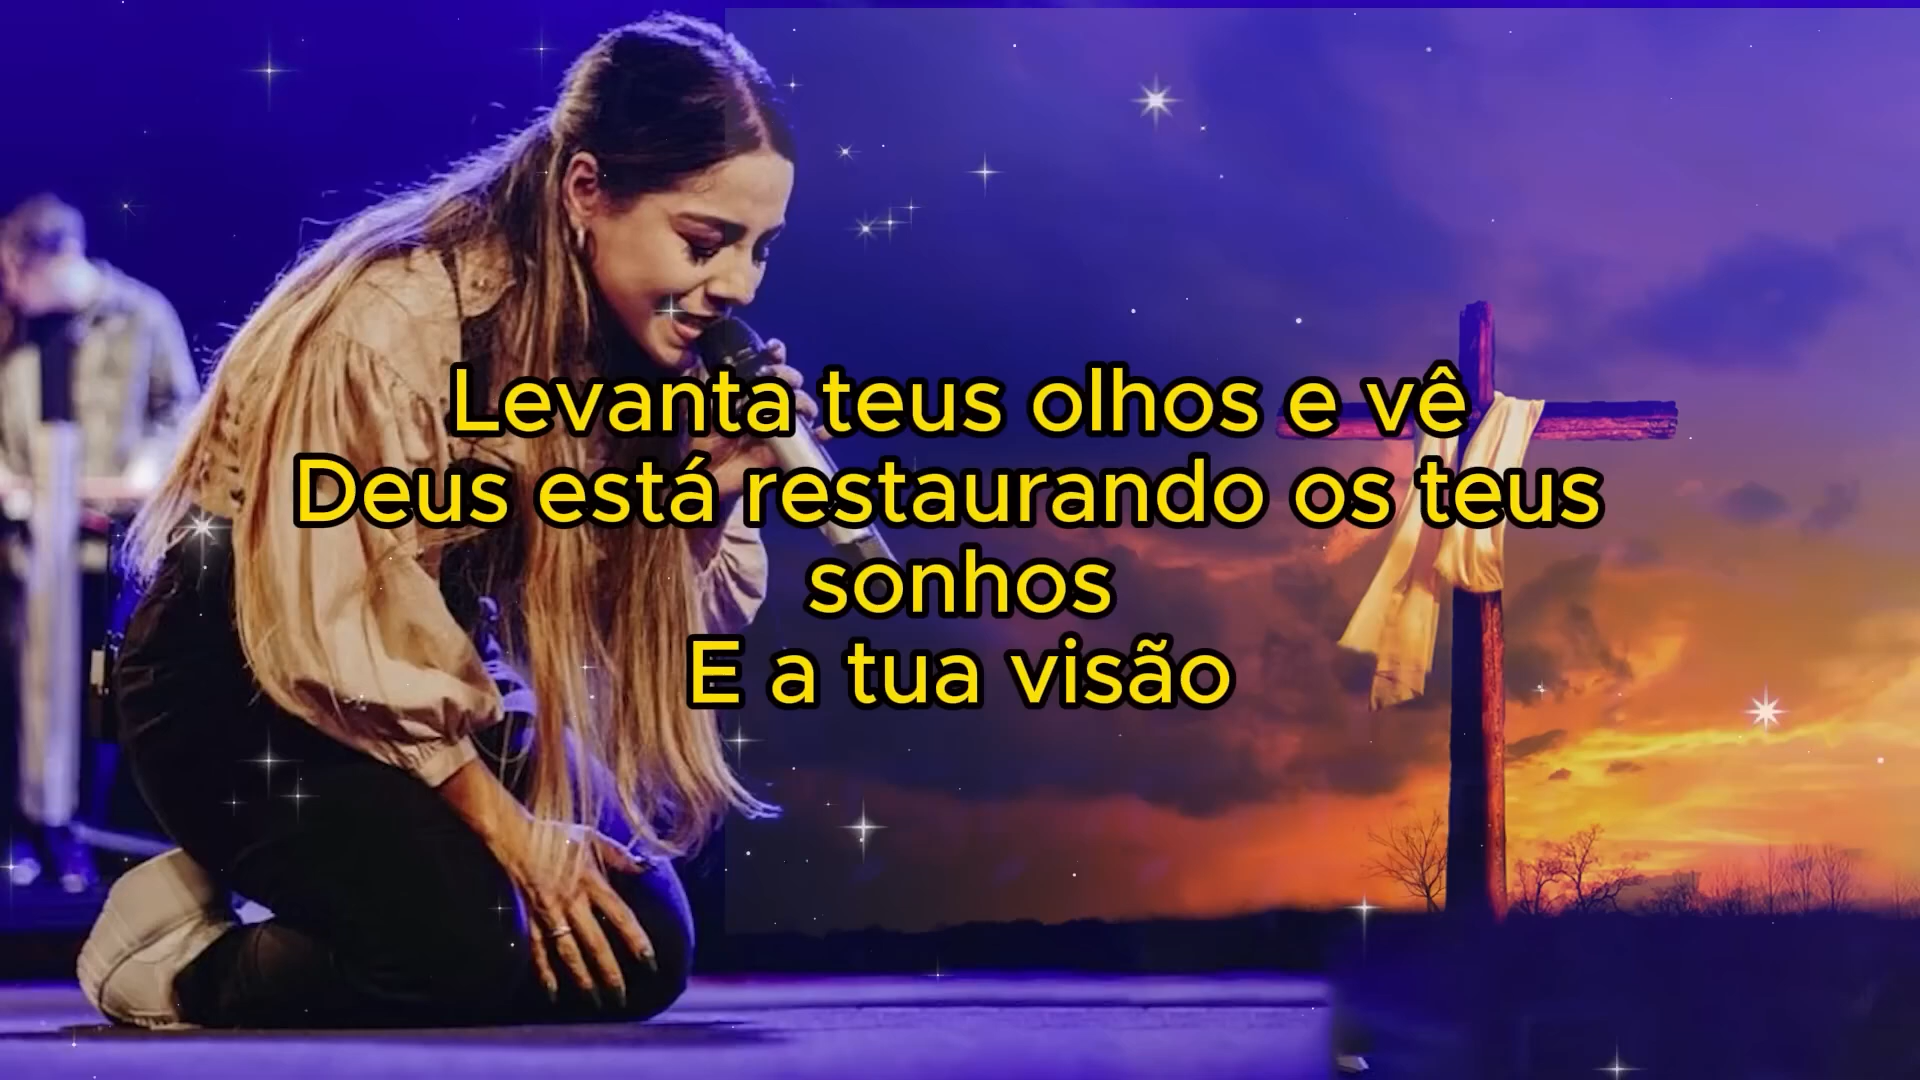 Levanta teus olhos e vê
Deus está restaurando os teus
sonhos
E a tua visão